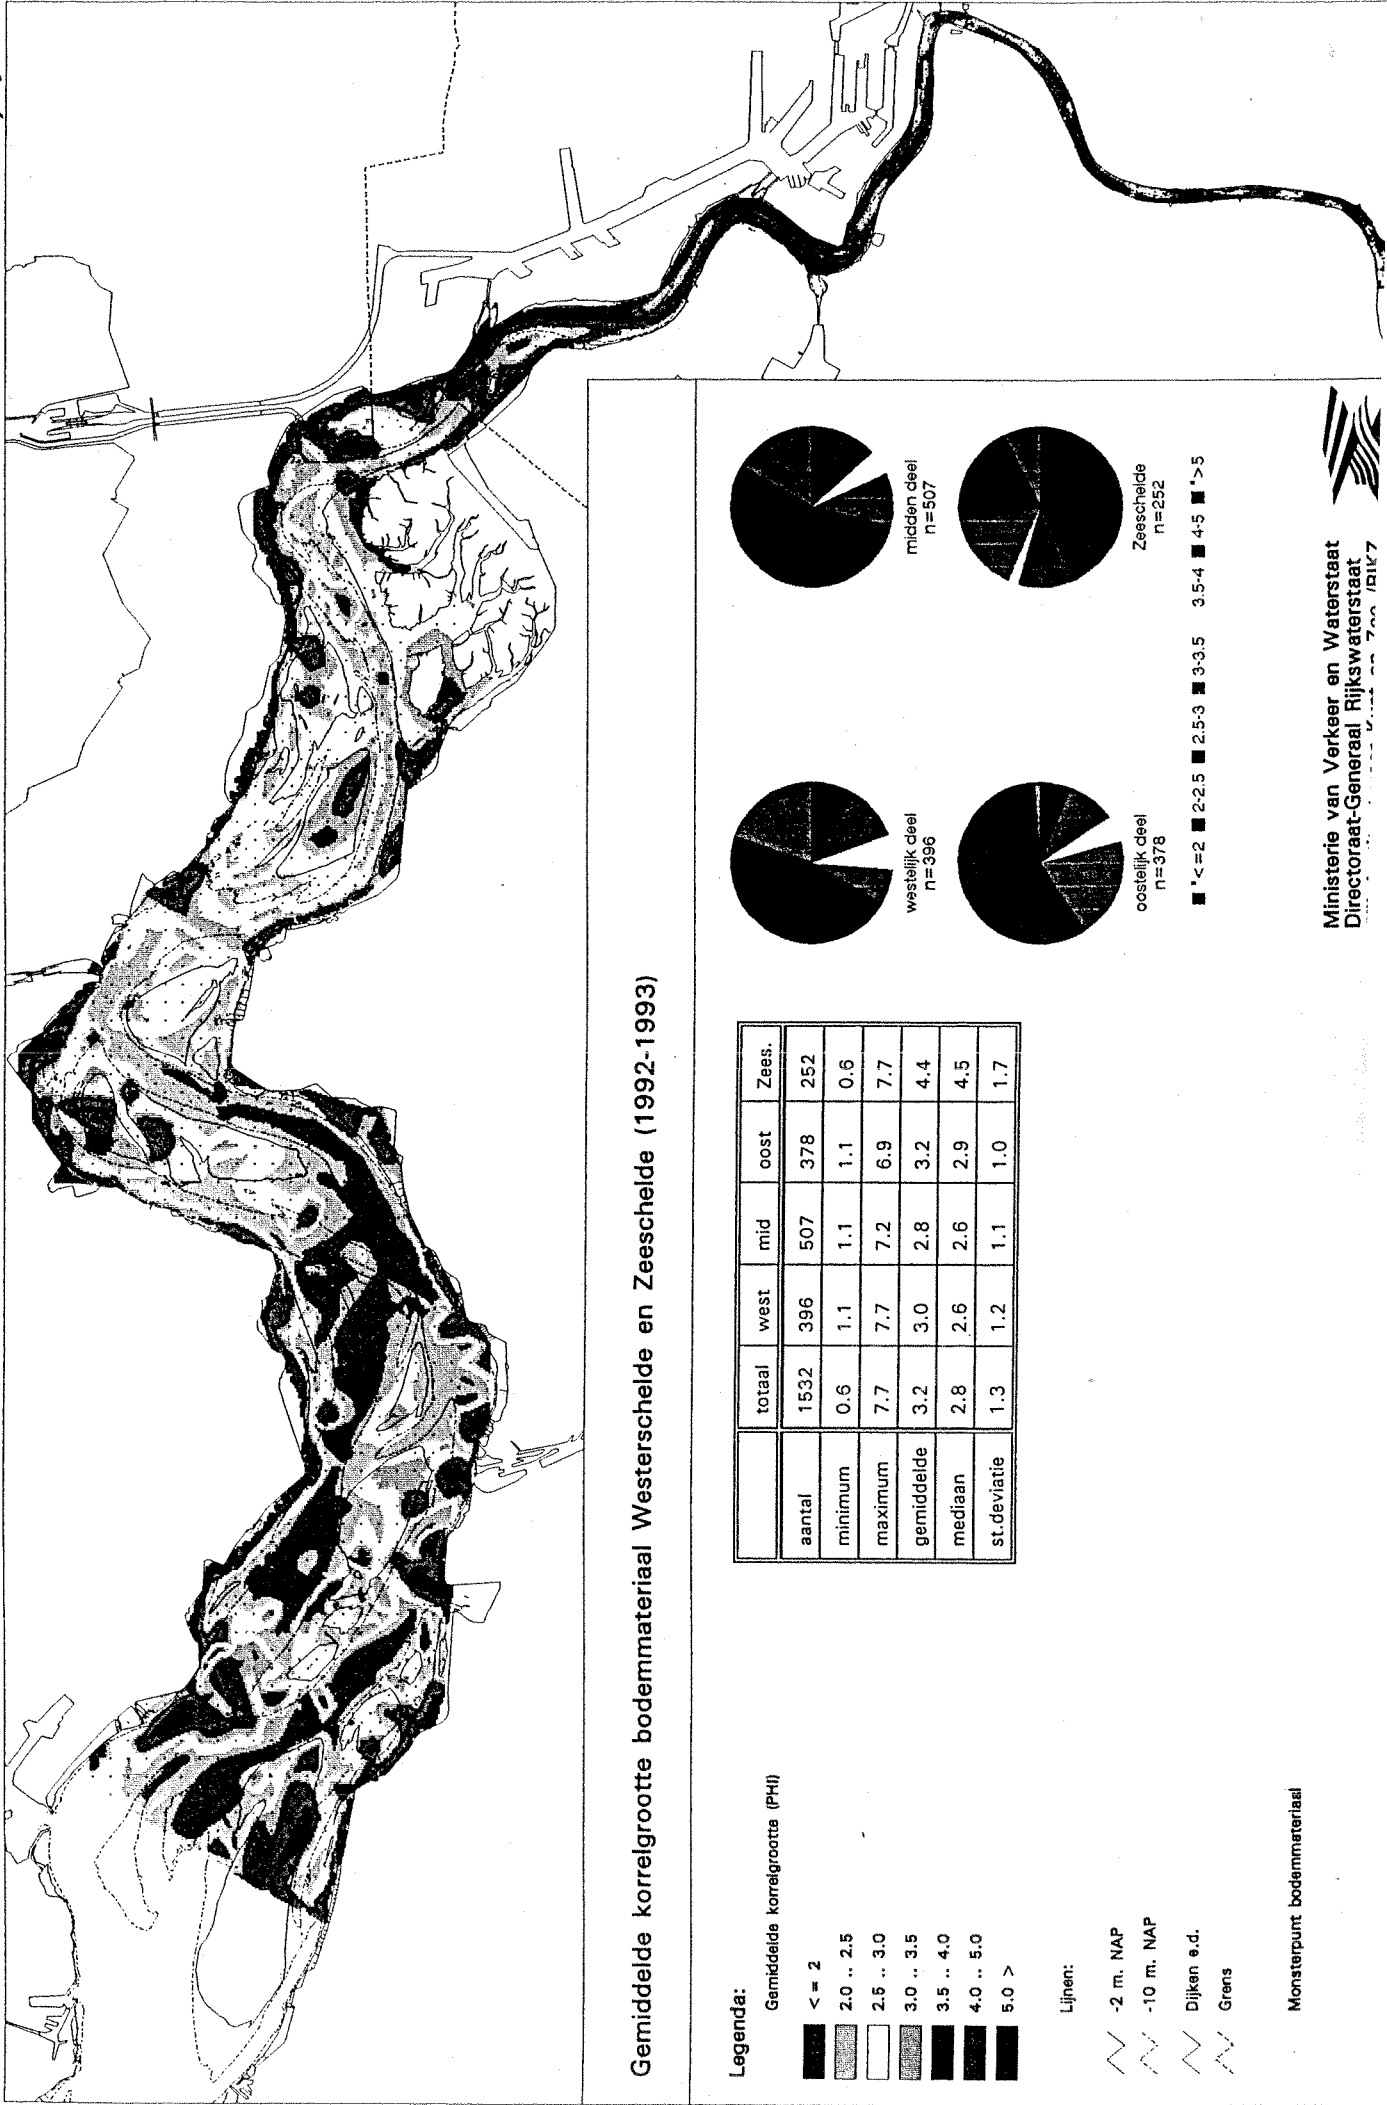 Gemiddelde korrelgrootte bodemmateriaal Westerschelde en Zeeschelde (1992-1993)
Legenda:
Gemiddelde korrelgrootte (PHI)
< = 2
2.0 .. 2.5
2.5 .. 3.0
3.0 .. 3.5
3.5 .. 4.0
4.0 .. 5.0
5.0 >
Lijnen:
-2 m. NAP
-10 m. NAP
Dijken e.d.
Grens
Monsterpunt bodemmateriaal
totaal west mid oost Zees.
aantal 1532 396 507 378 252
minimum 0.6 1.1 1.1 1.1 0.6
maximum 7.7 7.7 7.2 6.9 7.7
gemiddelde 3.2 3.0 2.8 3.2 4.4
mediaan 2.8 2.6 2.6 2.9 4.5
st.deviatie 1.3 1.2 1.1 1.0 1.7
westelijk deel
n=396
midden deel
n=507
oostelijk deel
n=378
Zeeschelde
n=252
'<=2 2-2.5 2.5-3 3-3.5 3.5-4 4-5 '>5
Ministerie van Verkeer en Waterstaat
Directoraat-Generaal Rijkswaterstaat